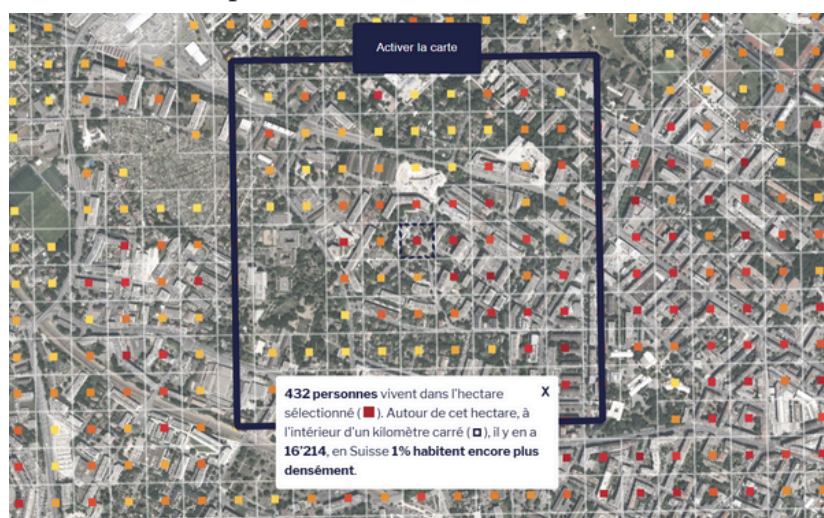 Activer la carte
432 personnes vivent dans l'hectare X
sélectionné ( ). Autour de cet hectare, à
l'intérieur d'un kilomètre carré ( ), il y en a
16'214, en Suisse 1% habitent encore plus
densément.